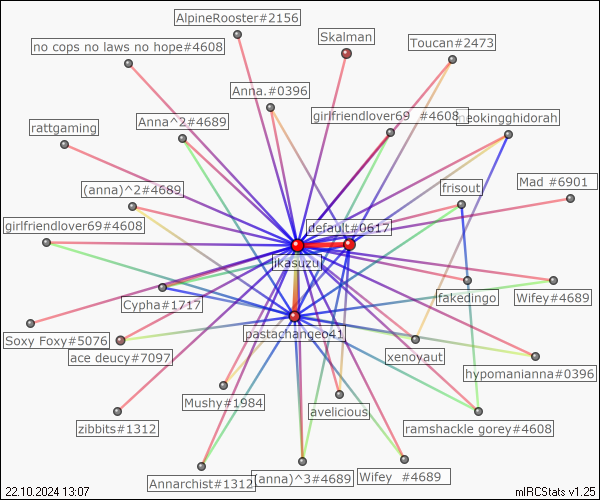 AlpineRooster#2156
Skalman
no cops no laws no hope#4608
Toucan#2473
Anna.#0396
Anna^2#4689
girlfriendlover69 #4608
neokingghidorah
rattgaming
(anna)^2#4689
frisout
Mad #6901
girlfriendlover69#4608
default#0617
jikasuzu
Cypha#1717
fakedingo
Wifey#4689
Soxy Foxy#5076
pastachangeo41
ace deucy#7097
xenoyaut
hypomanianna#0396
Mushy#1984
avelicious
zibbits#1312
ramshackle gorey#4608
Annarchist#1312
(anna)^3#4689
Wifey #4689
22.10.2024 13:07
mIRCStats v1.25